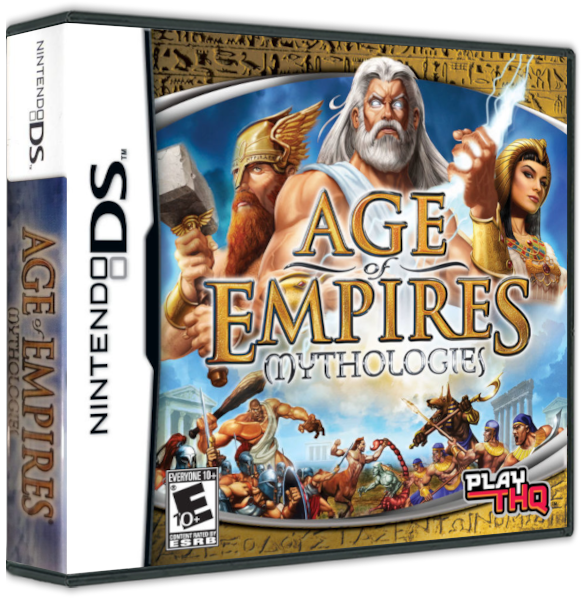 NINTENDO DS
AGE of EMPIRES
MYTHOLOGIES
NINTENDO DS™
AGE
of
EMPIRES
MYTHOLOGIES
EVERYONE 10+
E
10+
CONTENT RATED BY
ESRB
PLAY
THQ